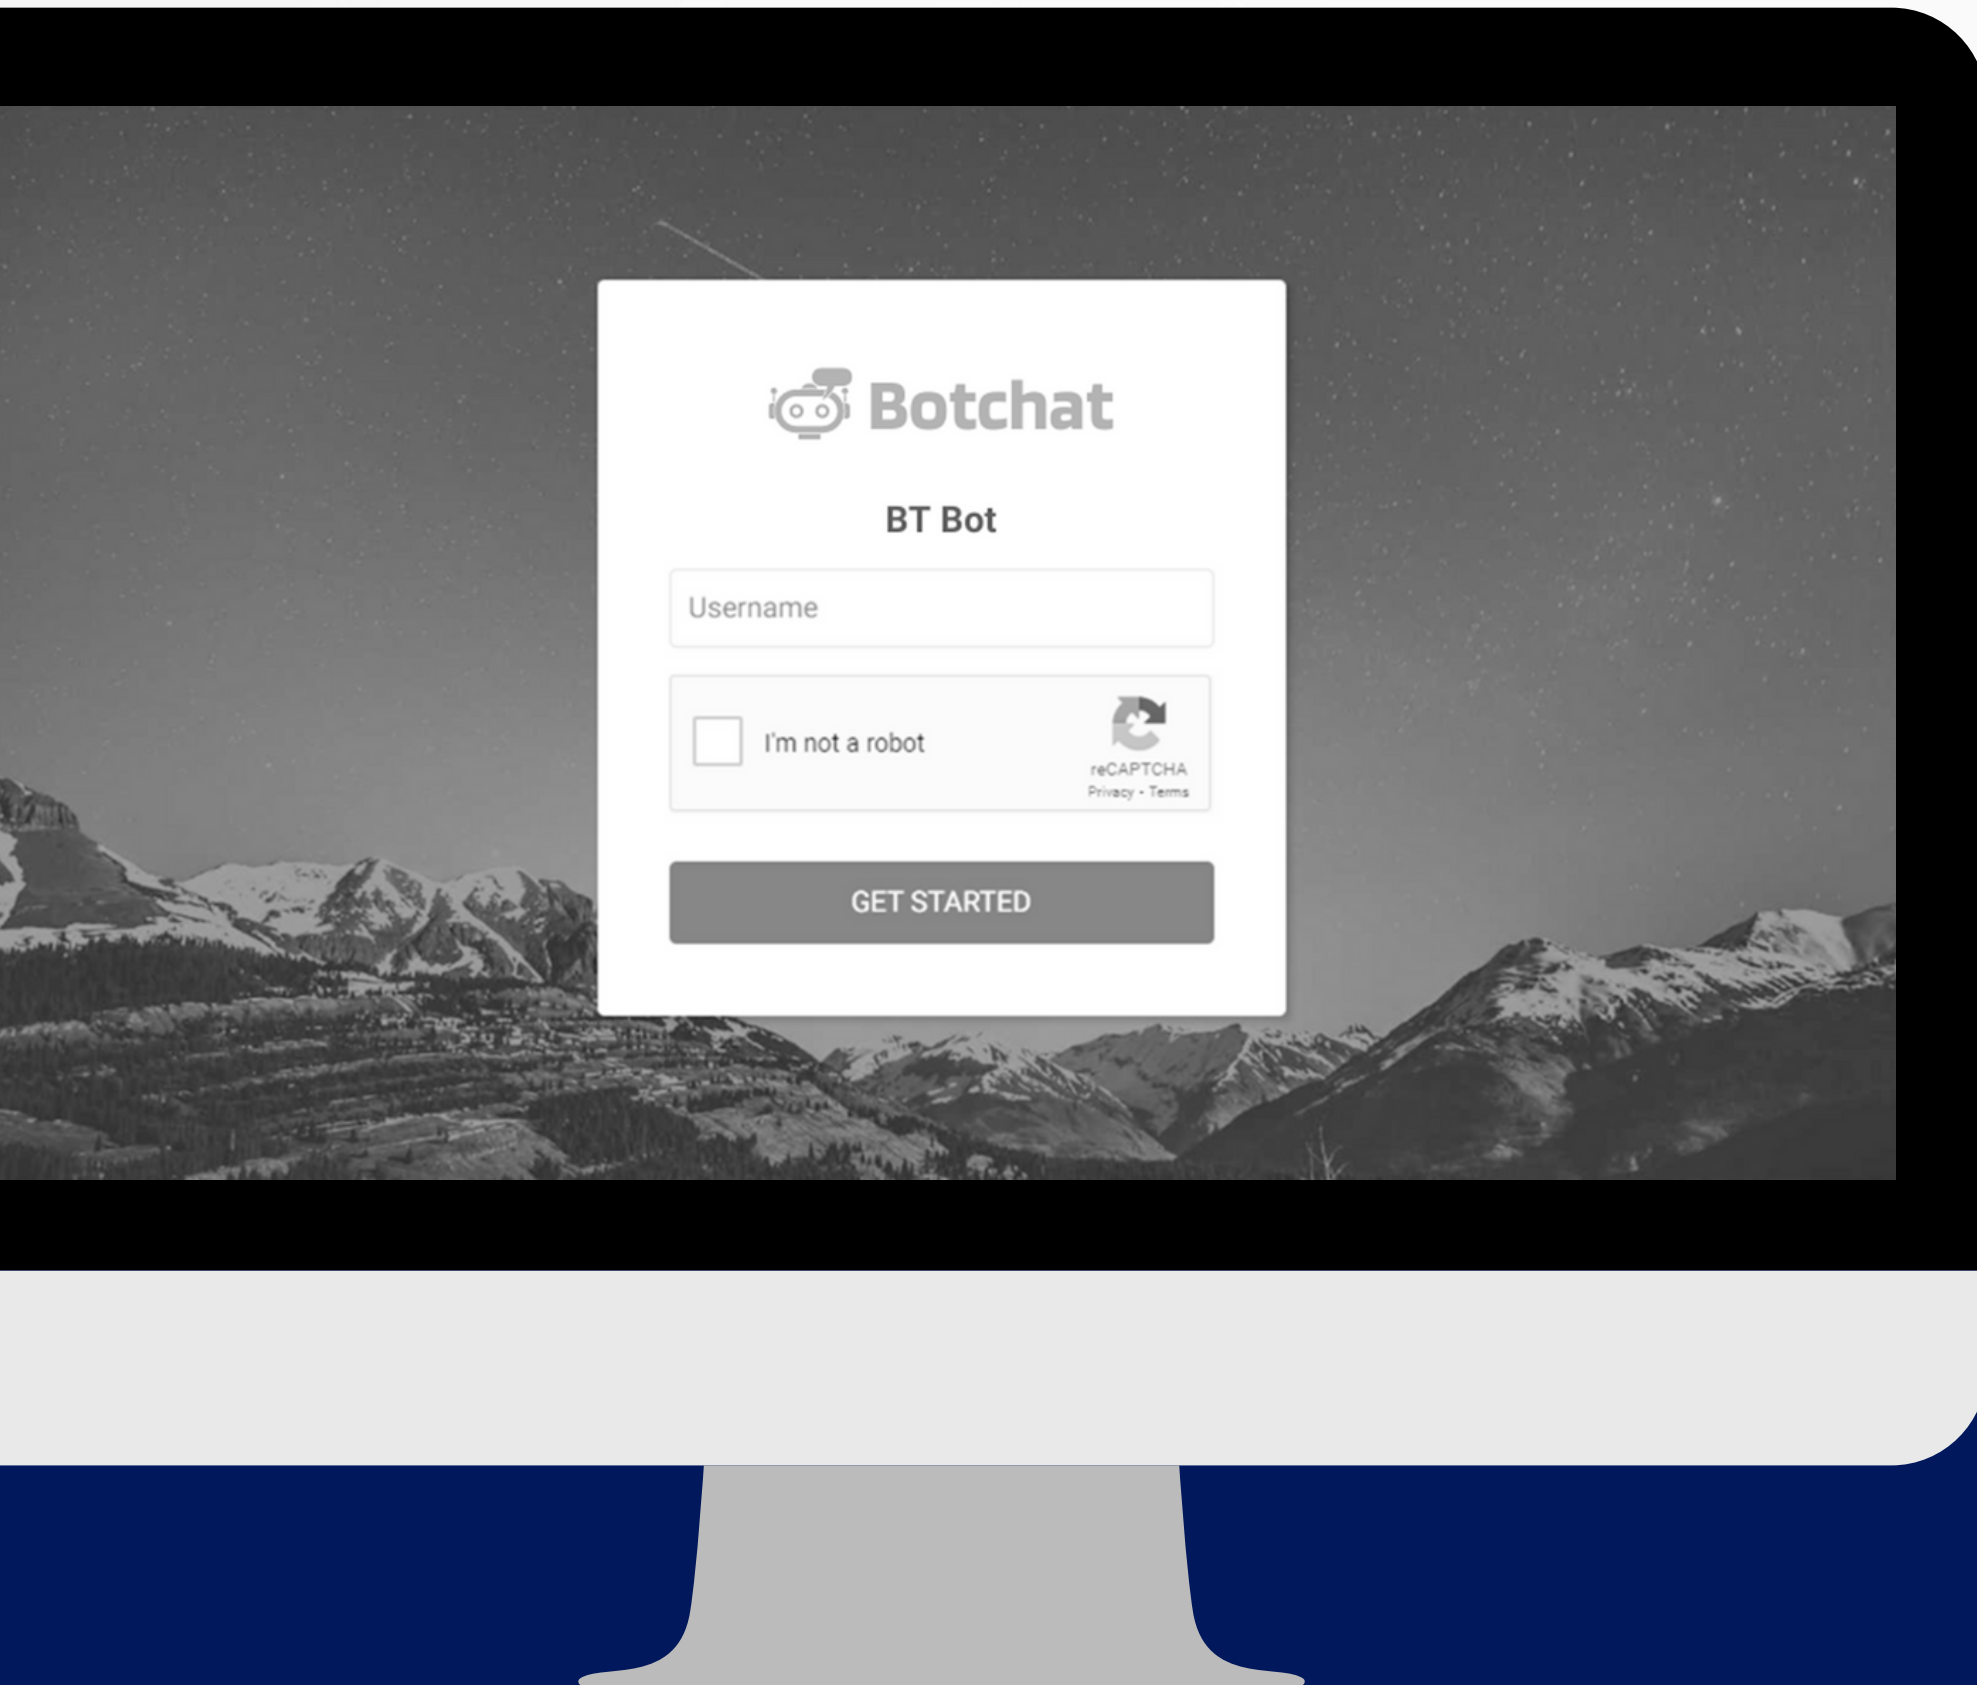 Botchat
BT Bot
Username
I'm not a robot
reCAPTCHA
Privacy - Terms
GET STARTED